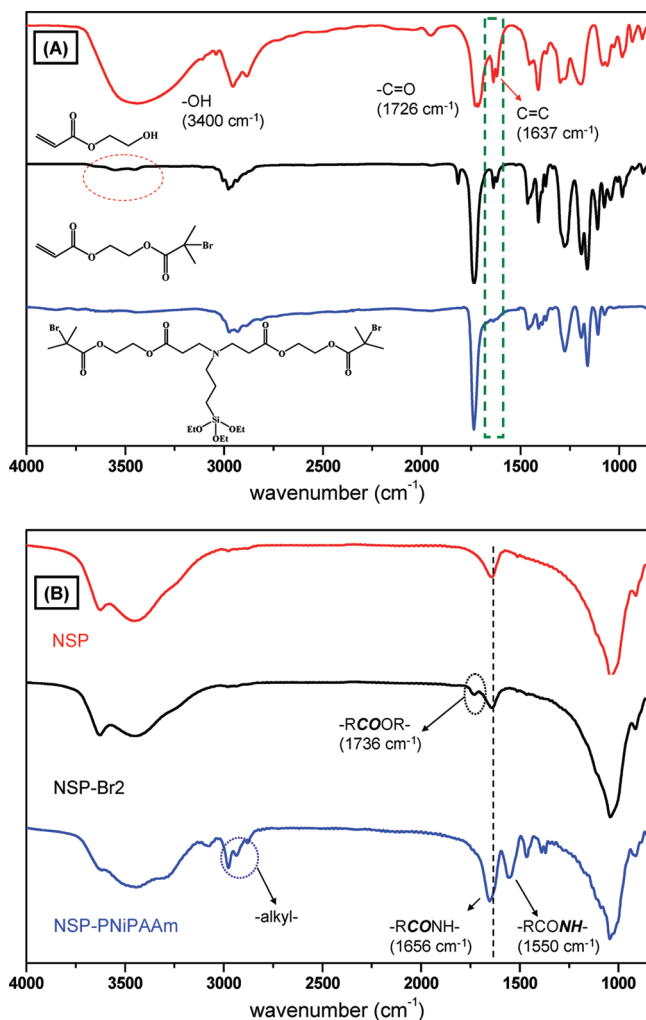 (A)
-OH
(3400 cm⁻¹)
-C=O
(1726 cm⁻¹)
C=C
(1637 cm⁻¹)
O
OH
O
O
O
O
O
Br
Br
O
O
O
O
N
O
O
O
O
Br
Si
EtO
OEt
OEt
4000 3500 3000 2500 2000 1500 1000
wavenumber (cm⁻¹)
(B)
NSP
-RCOOR-
(1736 cm⁻¹)
NSP-Br2
-alkyl-
NSP-PNiPAAm
-RCONH-
(1656 cm⁻¹)
-RCONH-
(1550 cm⁻¹)
4000 3500 3000 2500 2000 1500 1000
wavenumber (cm⁻¹)